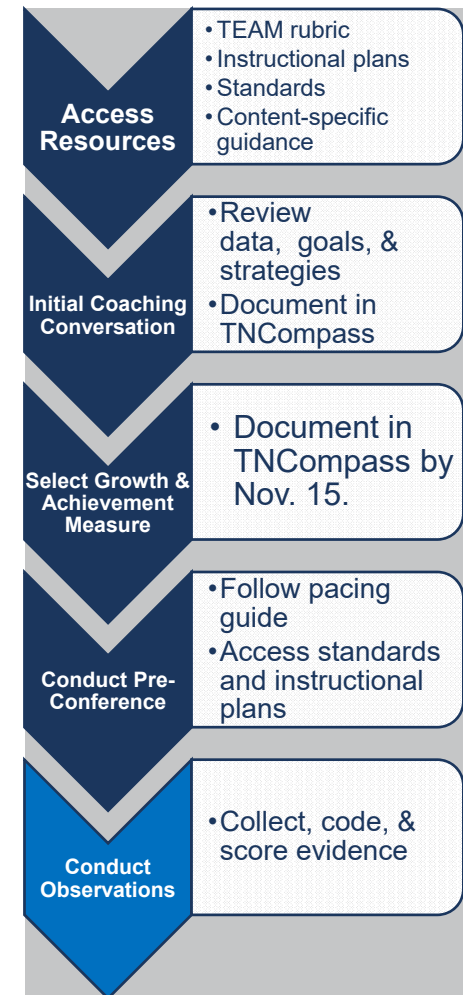 Access
Resources
• TEAM rubric
• Instructional plans
• Standards
• Content-specific
guidance
Initial Coaching
Conversation
•Review
data, goals, &
strategies
•Document in
TNCompass
Select Growth &
Achievement
Measure
• Document in
TNCompass by
Nov. 15.
Conduct Pre-
Conference
•Follow pacing
guide
•Access standards
and instructional
plans
Conduct
Observations
•Collect, code, &
score evidence